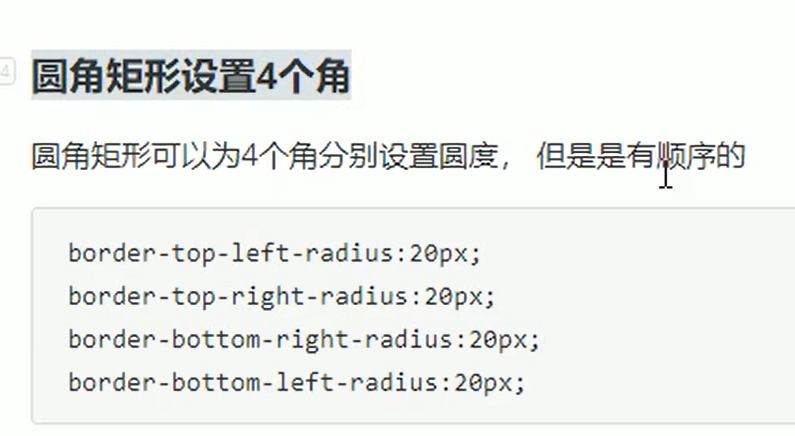 4
圆角矩形设置4个角
圆角矩形可以为4个角分别设置圆度， 但是是有顺序的
border-top-left-radius:20px;
border-top-right-radius:20px;
border-bottom-right-radius:20px;
border-bottom-left-radius:20px;